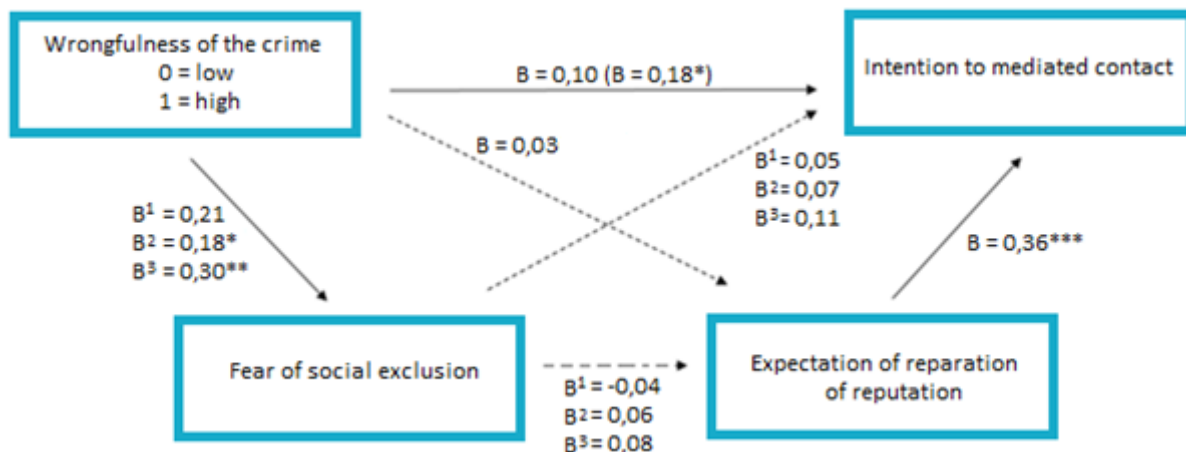 Wrongfulness of the crime
0 = low
1 = high
B = 0,10 (B = 0,18*)
Intention to mediated contact
B = 0,03
B¹ = 0,05
B² = 0,07
B³ = 0,11
B¹ = 0,21
B² = 0,18*
B³ = 0,30**
B = 0,36***
Fear of social exclusion
B¹ = -0,04
B² = 0,06
B³ = 0,08
Expectation of reparation
of reputation